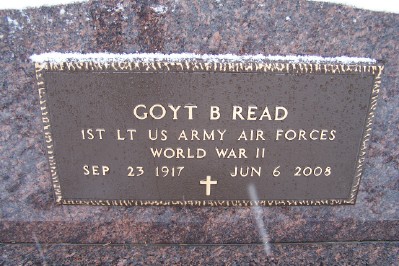 GOYT B READ
1ST LT US ARMY AIR FORCES
WORLD WAR II
SEP 23 1917 JUN 6 2008